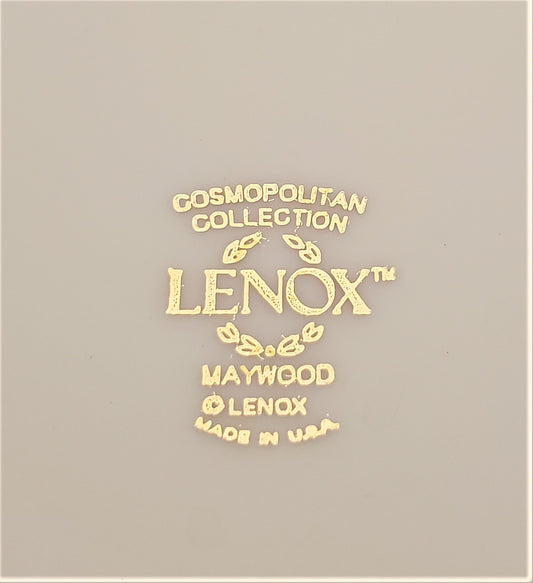 COSMOPOLITAN
COLLECTION
LENOX™
MAYWOOD
© LENOX
MADE IN U.S.A.